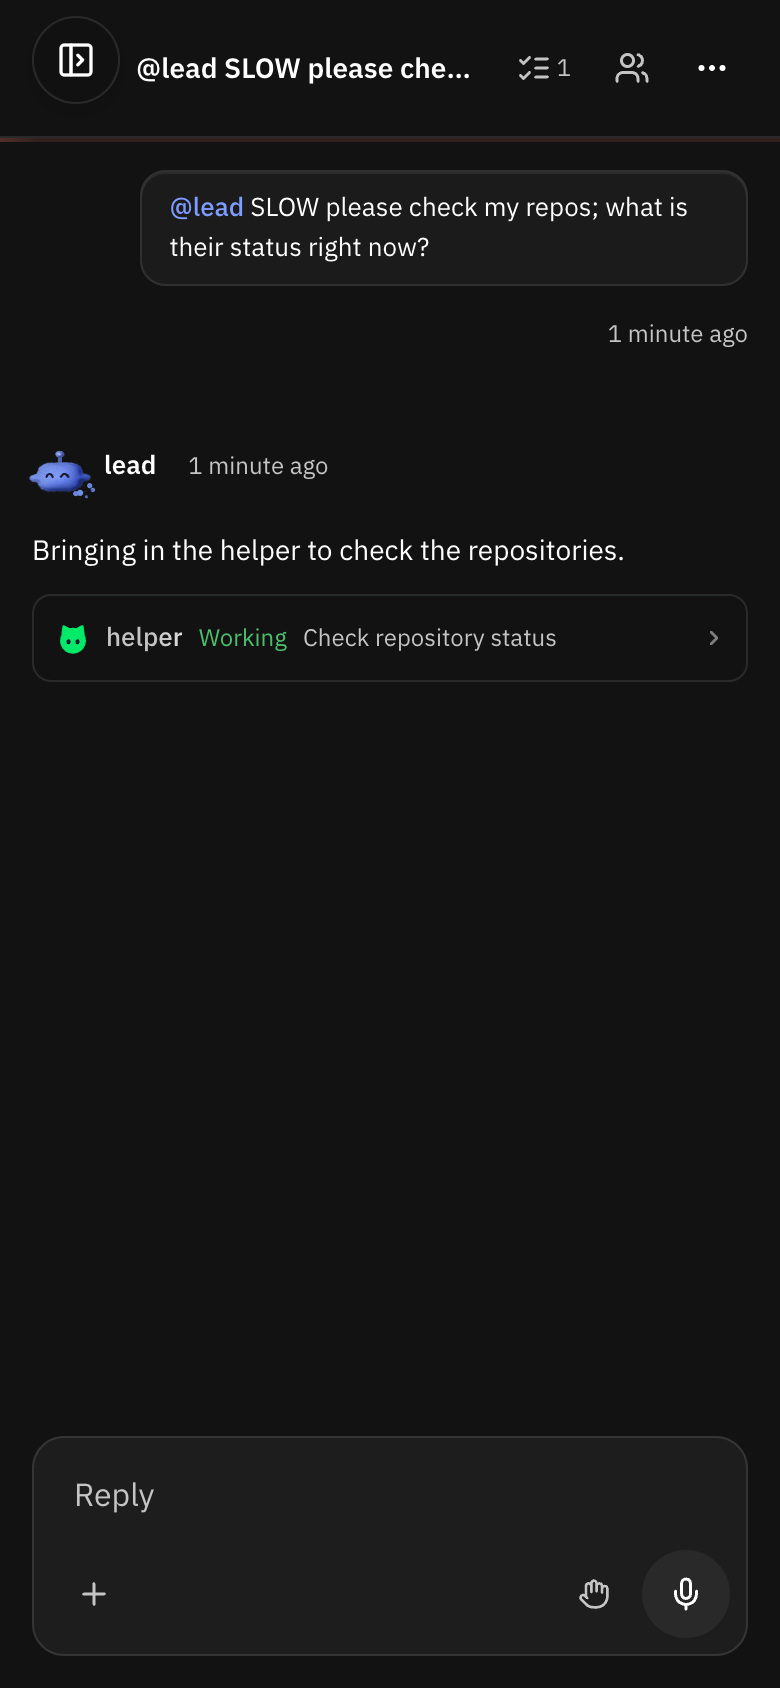 @lead SLOW please che...
1
@lead SLOW please check my repos; what is
their status right now?
1 minute ago
lead 1 minute ago
Bringing in the helper to check the repositories.
helper Working Check repository status
Reply